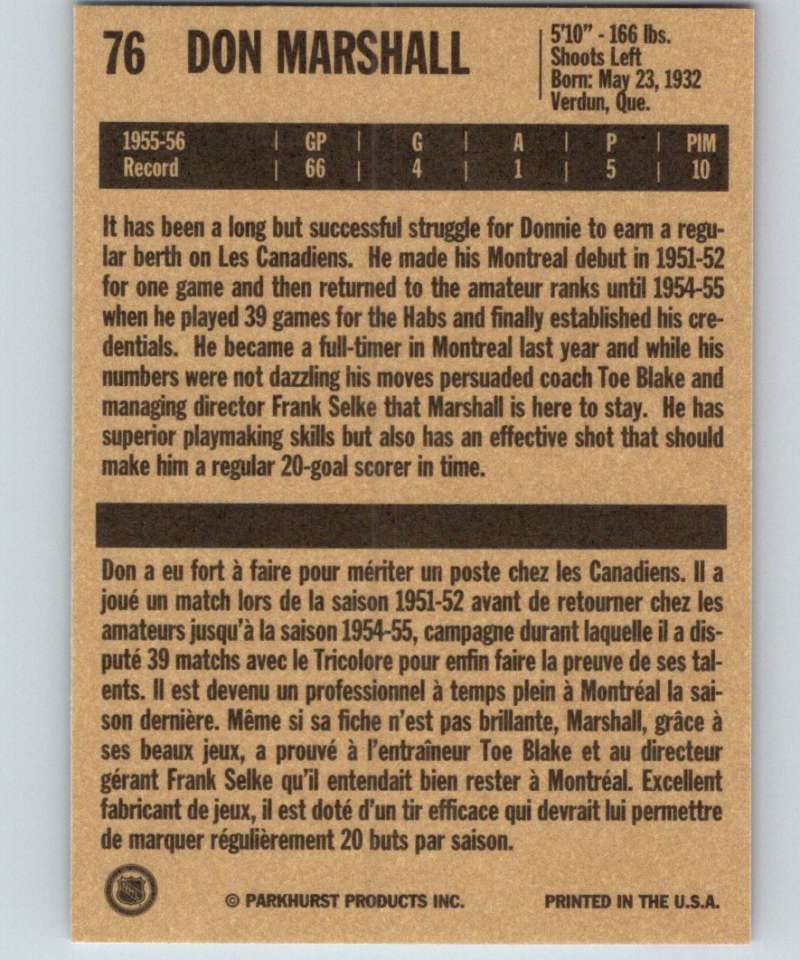 76 DON MARSHALL
5'10" - 166 lbs.
Shoots Left
Born: May 23, 1932
Verdun, Que.
1955-56 | GP | G | A | P | PIM
Record | 66 | 4 | 1 | 5 | 10
It has been a long but successful struggle for Donnie to earn a regu-
lar berth on Les Canadiens. He made his Montreal debut in 1951-52
for one game and then returned to the amateur ranks until 1954-55
when he played 39 games for the Habs and finally established his cre-
dentials. He became a full-timer in Montreal last year and while his
numbers were not dazzling his moves persuaded coach Toe Blake and
managing director Frank Selke that Marshall is here to stay. He has
superior playmaking skills but also has an effective shot that should
make him a regular 20-goal scorer in time.
Don a eu fort à faire pour mériter un poste chez les Canadiens. Il a
joué un match lors de la saison 1951-52 avant de retourner chez les
amateurs jusqu'à la saison 1954-55, campagne durant laquelle il a dis-
puté 39 matchs avec le Tricolore pour enfin faire la preuve de ses tal-
ents. Il est devenu un professionnel à temps plein à Montréal la sai-
son dernière. Même si sa fiche n'est pas brillante, Marshall, grâce à
ses beaux jeux, a prouvé à l'entraîneur Toe Blake et au directeur
gérant Frank Selke qu'il entendait bien rester à Montréal. Excellent
fabricant de jeux, il est doté d'un tir efficace qui devrait lui permettre
de marquer régulièrement 20 buts par saison.
© PARKHURST PRODUCTS INC. PRINTED IN THE U.S.A.